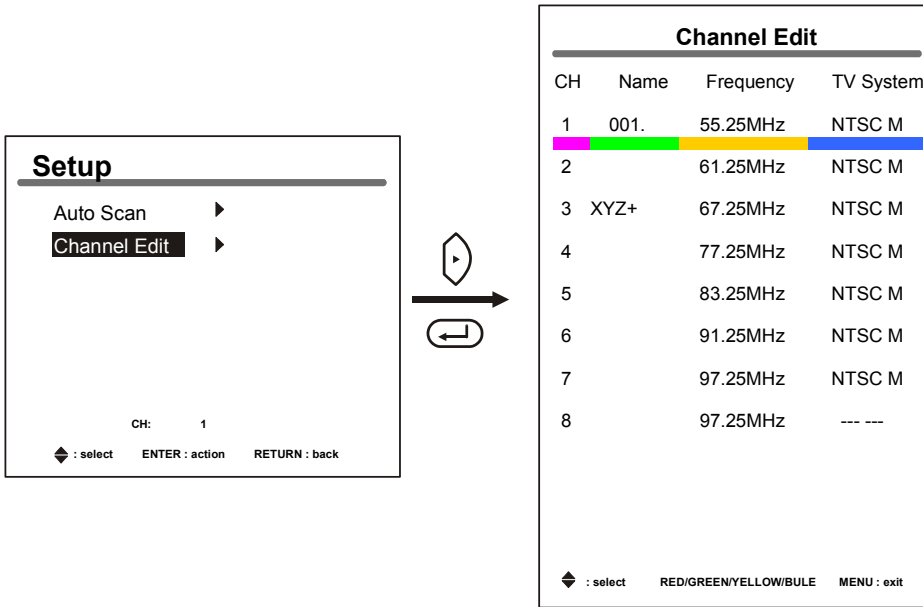 Setup
Auto Scan
Channel Edit
CH: 1
: select ENTER : action RETURN : back
Channel Edit
CH Name Frequency TV System
1 001. 55.25MHz NTSC M
2 61.25MHz NTSC M
3 XYZ+ 67.25MHz NTSC M
4 77.25MHz NTSC M
5 83.25MHz NTSC M
6 91.25MHz NTSC M
7 97.25MHz NTSC M
8 97.25MHz --- ---
: select RED/GREEN/YELLOW/BULE MENU : exit